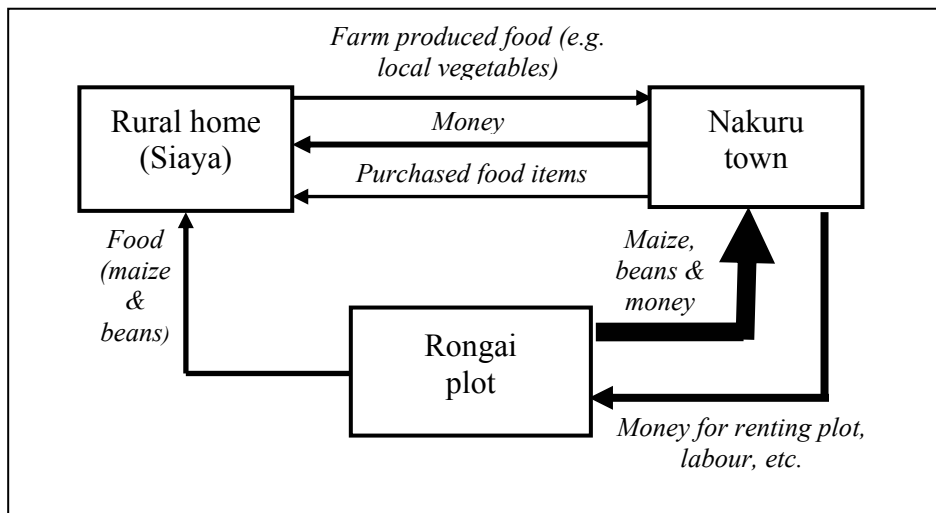 Farm produced food (e.g.
local vegetables)
Rural home
(Siaya)
Money
Nakuru
town
Purchased food items
Food
(maize
&
beans)
Maize,
beans &
money
Rongai
plot
Money for renting plot,
labour, etc.